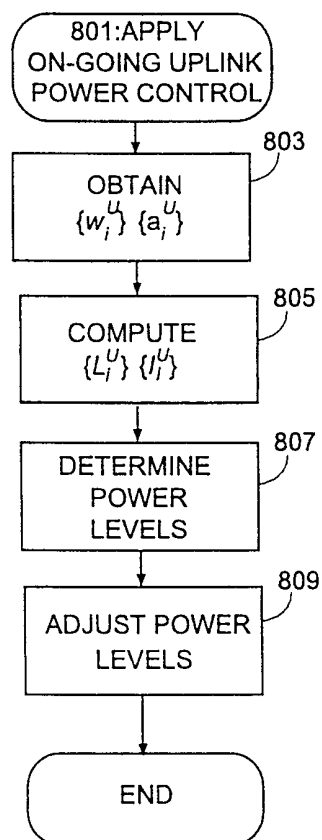 801:APPLY
ON-GOING UPLINK
POWER CONTROL
803
OBTAIN
{w_i^U} {a_i^U}
805
COMPUTE
{L_i^U} {I_i^U}
807
DETERMINE
POWER
LEVELS
809
ADJUST POWER
LEVELS
END